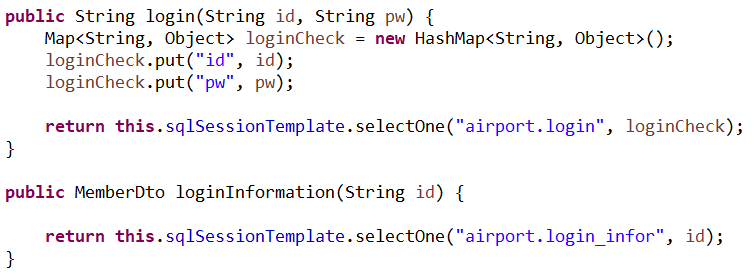 public String login(String id, String pw) {
    Map<String, Object> loginCheck = new HashMap<String, Object>();
    loginCheck.put("id", id);
    loginCheck.put("pw", pw);

    return this.sqlSessionTemplate.selectOne("airport.login", loginCheck);
}

public MemberDto loginInformation(String id) {

    return this.sqlSessionTemplate.selectOne("airport.login_infor", id);
}